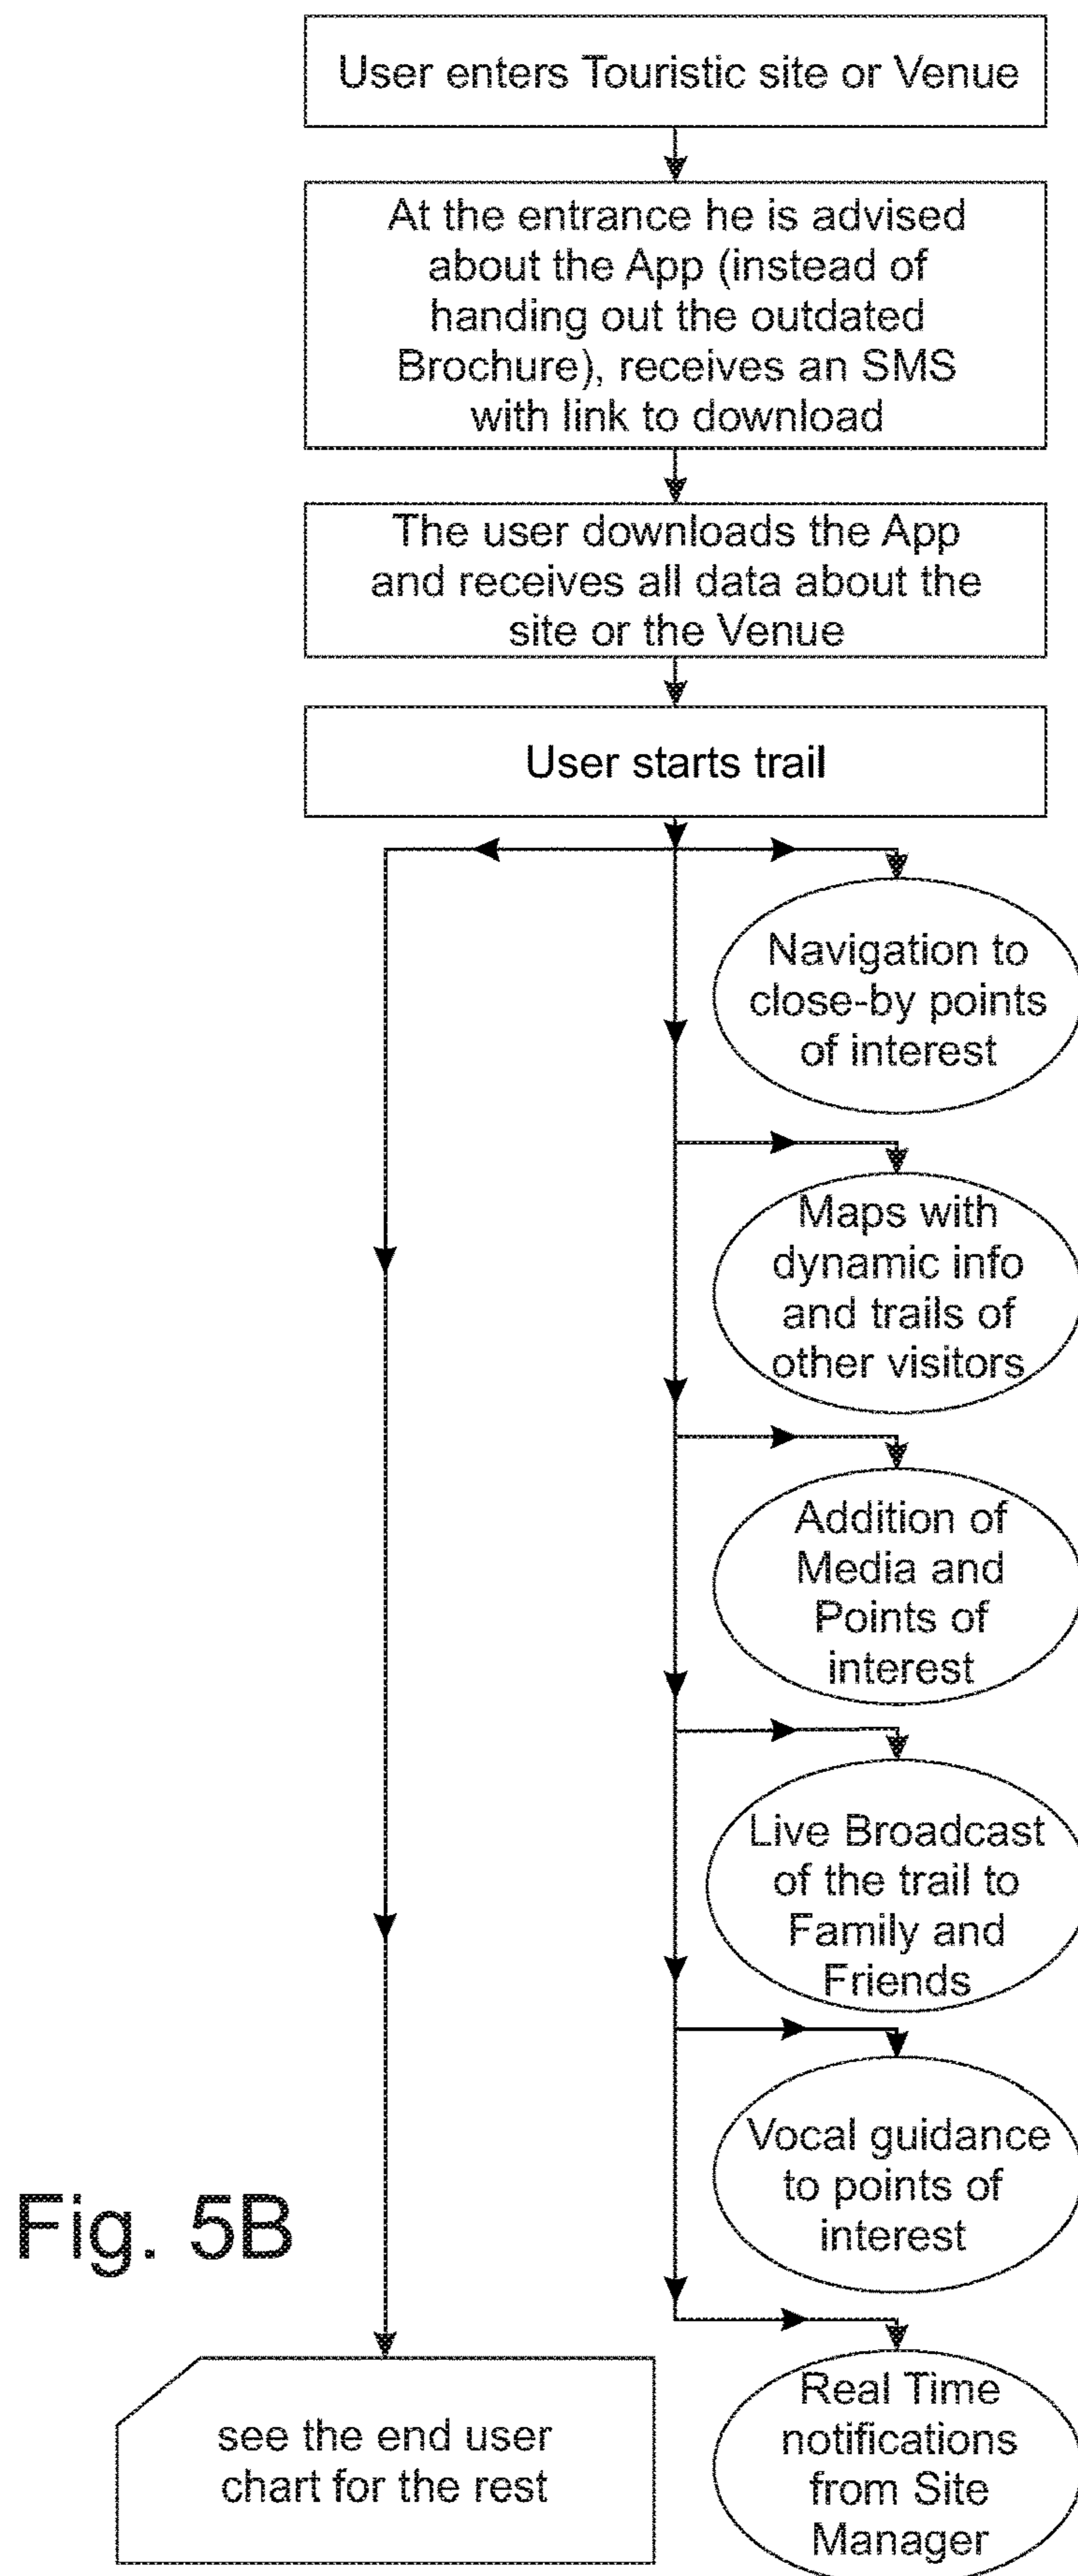 User enters Touristic site or Venue
At the entrance he is advised
about the App (instead of
handing out the outdated
Brochure), receives an SMS
with link to download
The user downloads the App
and receives all data about the
site or the Venue
User starts trail
Navigation to
close-by points
of interest
Maps with
dynamic info
and trails of
other visitors
Addition of
Media and
Points of
interest
Live Broadcast
of the trail to
Family and
Friends
Vocal guidance
to points of
interest
Real Time
notifications
from Site
Manager
see the end user
chart for the rest
Fig. 5B